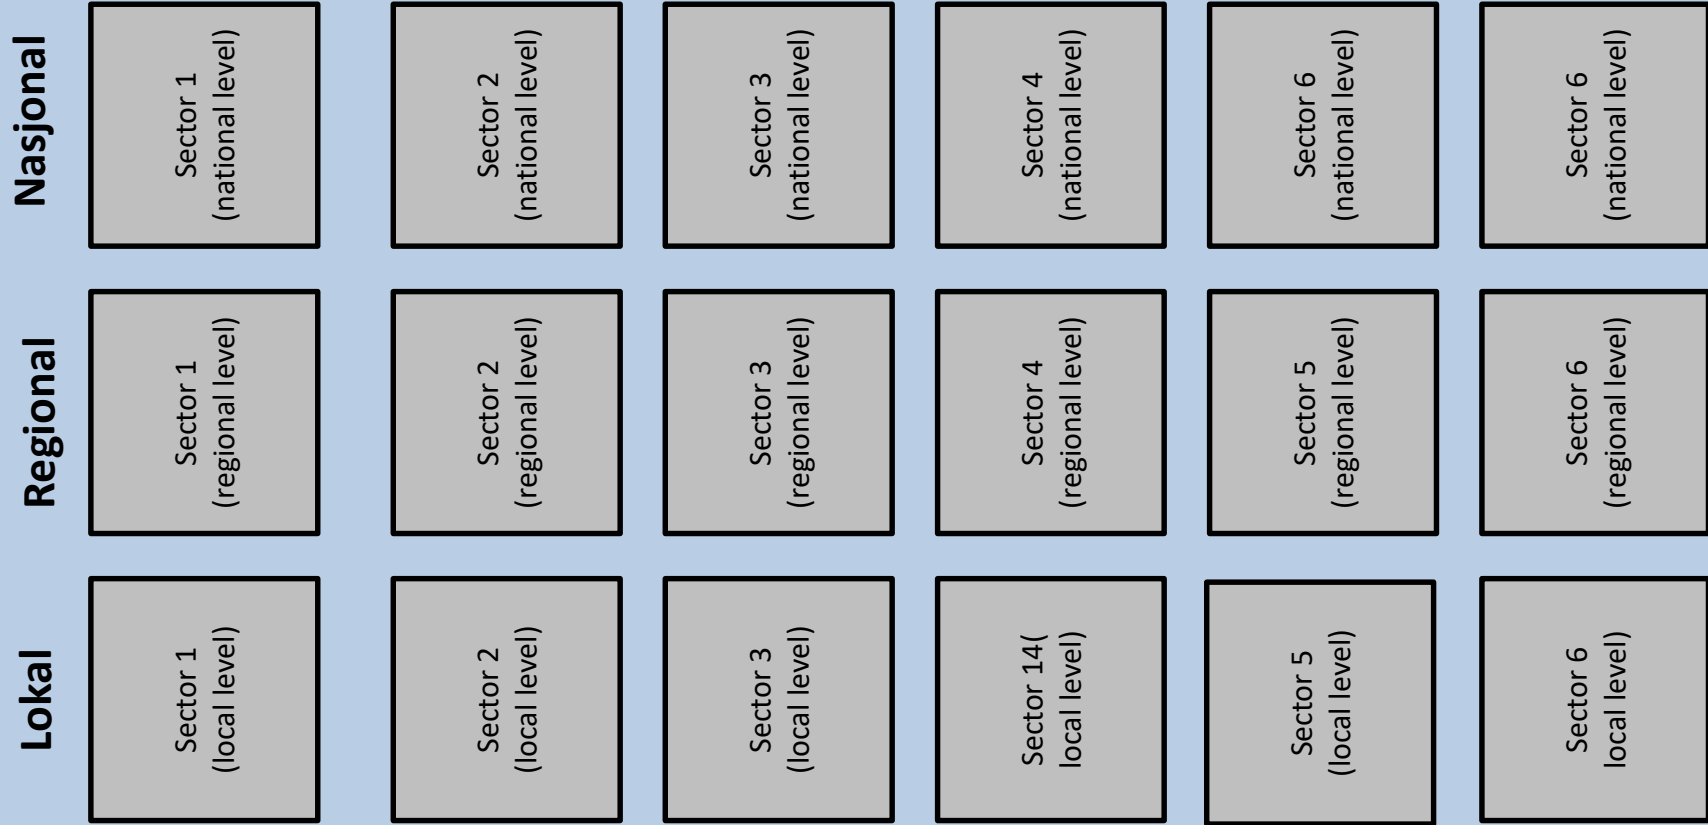 Nasjonal
Sector 1
(national level)
Sector 2
(national level)
Sector 3
(national level)
Sector 4
(national level)
Sector 6
(national level)
Sector 6
(national level)
Regional
Sector 1
(regional level)
Sector 2
(regional level)
Sector 3
(regional level)
Sector 4
(regional level)
Sector 5
(regional level)
Sector 6
(regional level)
Lokal
Sector 1
(local level)
Sector 2
(local level)
Sector 3
(local level)
Sector 14(
local level)
Sector 5
(local level)
Sector 6
local level)